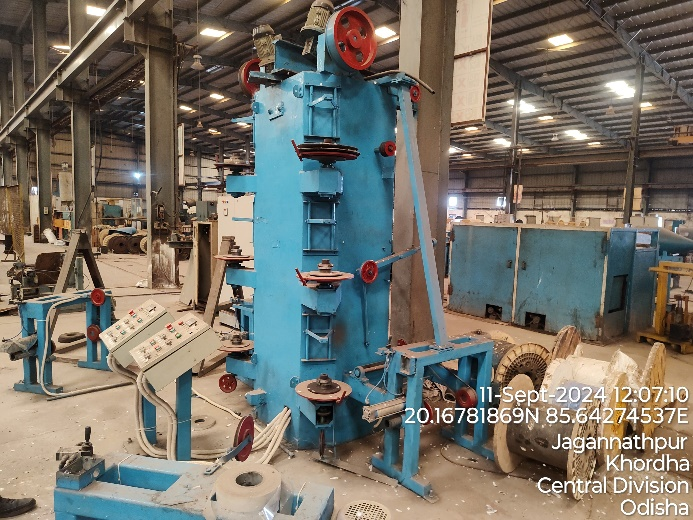 11-Sept-2024 12:07:10
20.16781869N 85.64274537E
Jagannathpur
Khordha
Central Division
Odisha